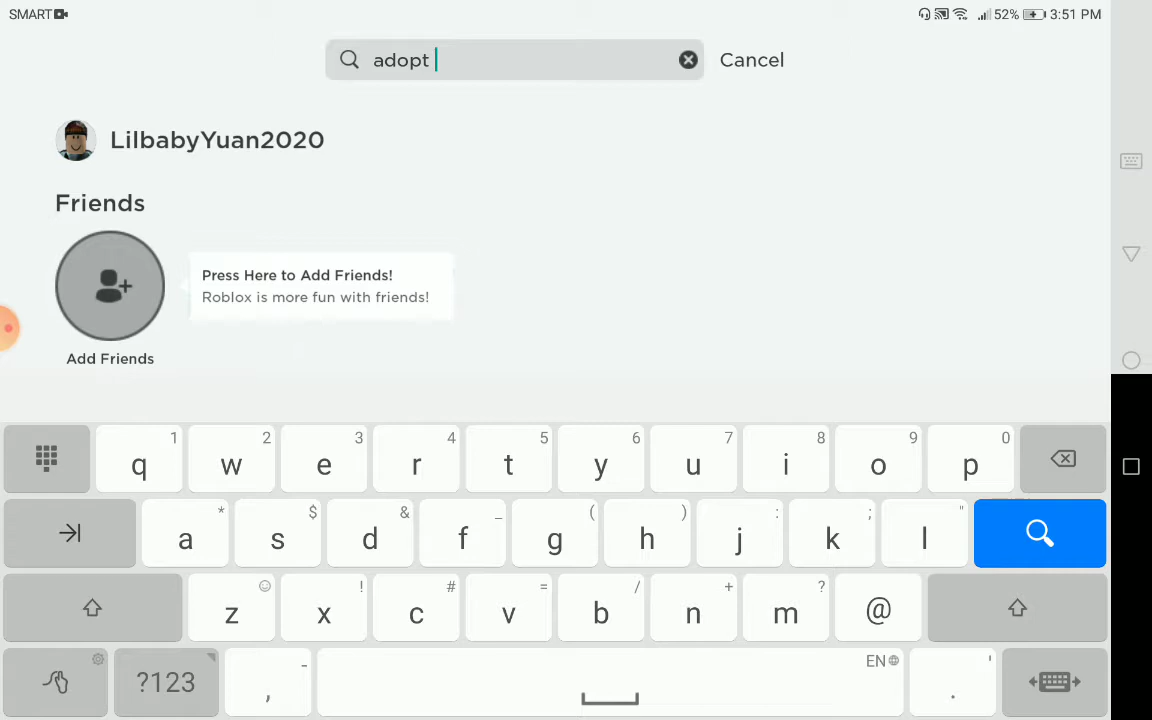 SMART 52% 3:51 PM
adopt Cancel
LilbabyYuan2020
Friends
Press Here to Add Friends!
Roblox is more fun with friends!
Add Friends
1 2 3 4 5 6 7 8 9 0
q w e r t y u i o p
* $ & _ ( ) : ; "
a s d f g h j k l
! # = / + ?
z x c v b n m @
- EN '
?123 , .